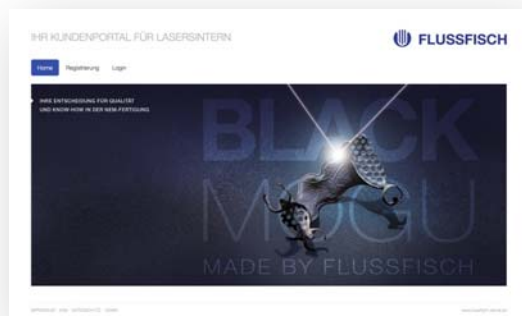 IHR KUNDENPORTAL FÜR LASERSINTERN
FLUSSFISCH
Home Registrierung Login
IHRE ENTSCHEIDUNG FÜR QUALITÄT
UND KNOW HOW IN DER NEM-FERTIGUNG
BLACK
MOGU
MADE BY FLUSSFISCH